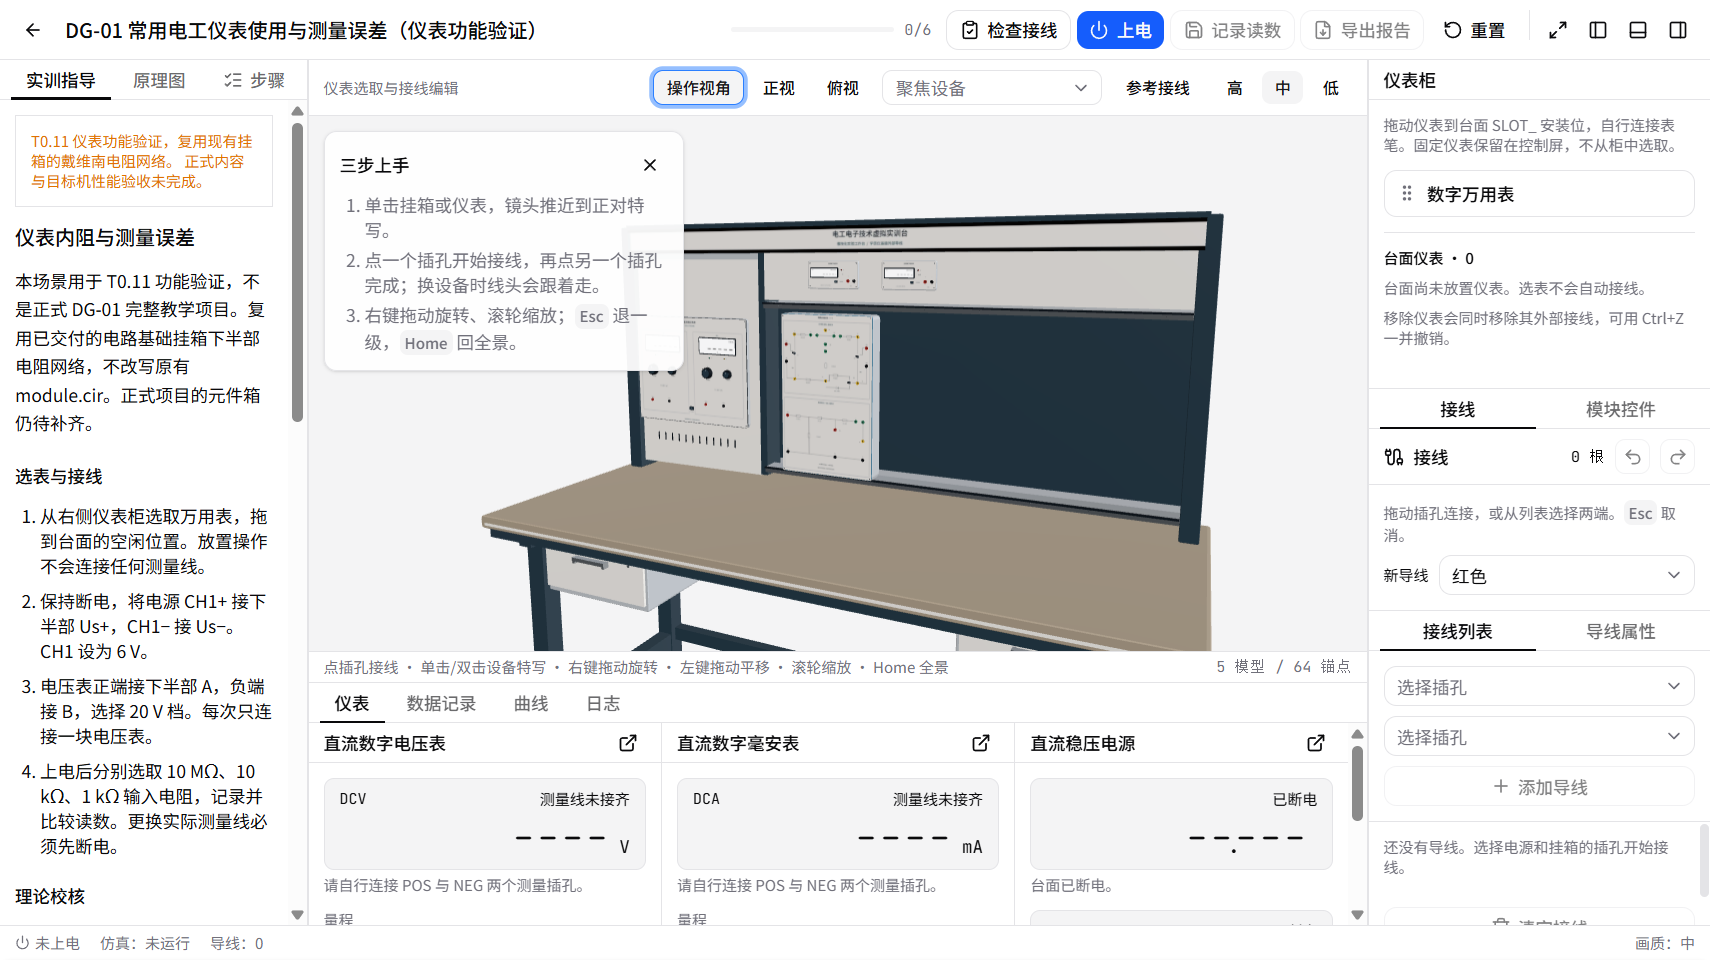 DG-01 常用电工仪表使用与测量误差（仪表功能验证）
0/6
检查接线
上电
记录读数
导出报告
重置
实训指导
原理图
步骤
T0.11 仪表功能验证，复用现有挂
箱的戴维南电阻网络。 正式内容
与目标机性能验收未完成。
仪表内阻与测量误差
本场景用于 T0.11 功能验证，不
是正式 DG-01 完整教学项目。复
用已交付的电路基础挂箱下半部
电阻网络，不改写原有
module.cir。正式项目的元件箱
仍待补齐。
选表与接线
1. 从右侧仪表柜选取万用表，拖
到台面的空闲位置。放置操作
不会连接任何测量线。
2. 保持断电，将电源 CH1+ 接下
半部 Us+，CH1− 接 Us−。
CH1 设为 6 V。
3. 电压表正端接下半部 A，负端
接 B，选择 20 V 档。每次只连
接一块电压表。
4. 上电后分别选取 10 MΩ、10
kΩ、1 kΩ 输入电阻，记录并
比较读数。更换实际测量线必
须先断电。
理论校核
仪表选取与接线编辑
操作视角
正视
俯视
聚焦设备
参考接线
高
中
低
三步上手
1. 单击挂箱或仪表，镜头推近到正对特
写。
2. 点一个插孔开始接线，再点另一个插孔
完成；换设备时线头会跟着走。
3. 右键拖动旋转、滚轮缩放； Esc 退一
级， Home 回全景。
电工电子技术虚拟实训台
点插孔接线 · 单击/双击设备特写 · 右键拖动旋转 · 左键拖动平移 · 滚轮缩放 · Home 全景
5 模型 / 64 锚点
仪表
数据记录
曲线
日志
直流数字电压表
DCV
测量线未接齐
---- V
请自行连接 POS 与 NEG 两个测量插孔。
量程
直流数字毫安表
DCA
测量线未接齐
---- mA
请自行连接 POS 与 NEG 两个测量插孔。
量程
直流稳压电源
已断电
--.---
台面已断电。
仪表柜
拖动仪表到台面 SLOT_ 安装位，自行连接表
笔。固定仪表保留在控制屏，不从柜中选取。
数字万用表
台面仪表 · 0
台面尚未放置仪表。选表不会自动接线。
移除仪表会同时移除其外部接线，可用 Ctrl+Z
一并撤销。
接线
模块控件
接线
0 根
拖动插孔连接，或从列表选择两端。 Esc 取
消。
新导线
红色
接线列表
导线属性
选择插孔
选择插孔
添加导线
还没有导线。选择电源和挂箱的插孔开始接
线。
清空接线
未上电
仿真：未运行
导线：0
画质：中